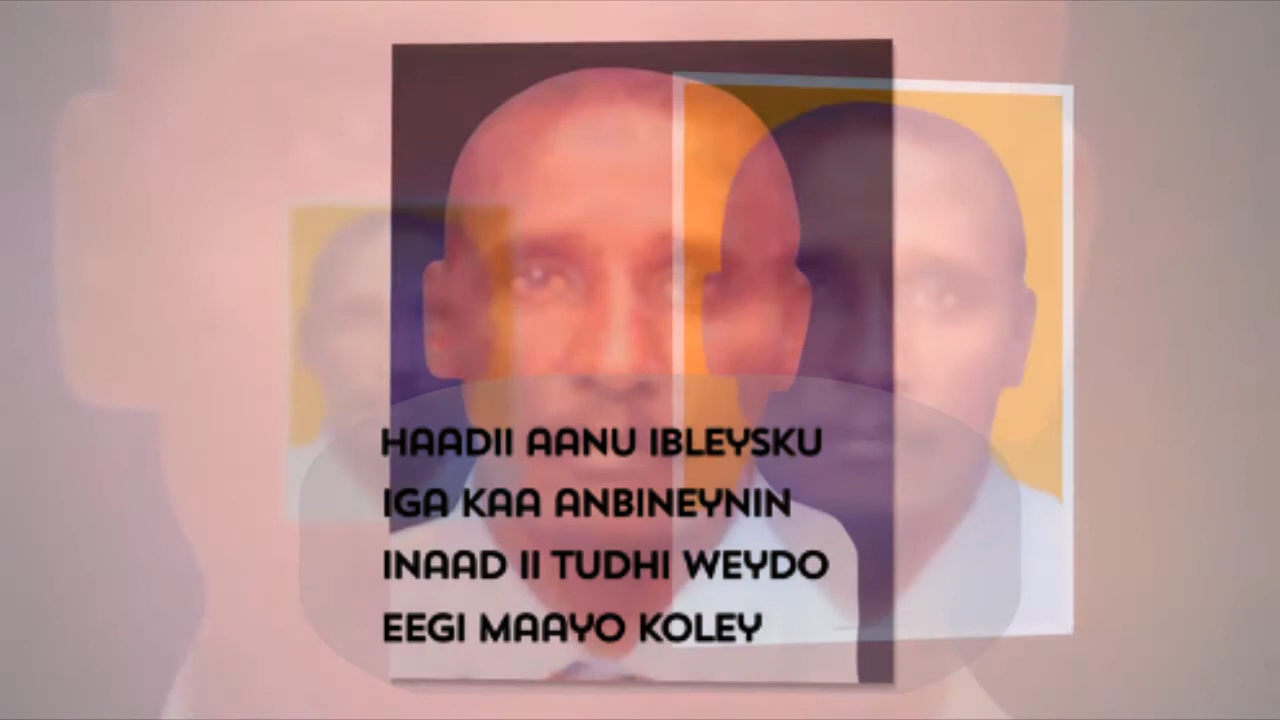 HAADII AANU IBLEYSKU
IGA KAA ANBINEYNIN
INAAD II TUDHI WEYDO
EEGI MAAYO KOLEY